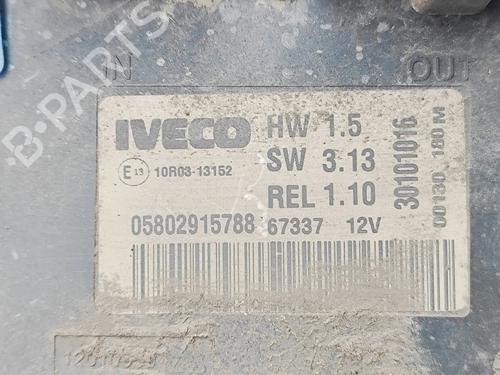 IN OUT
IVECO HW 1.5
E13 10R03-13152 SW 3.13
REL 1.10
05802915788 67337 12V
30101016
00130 180 M
B-PARTS